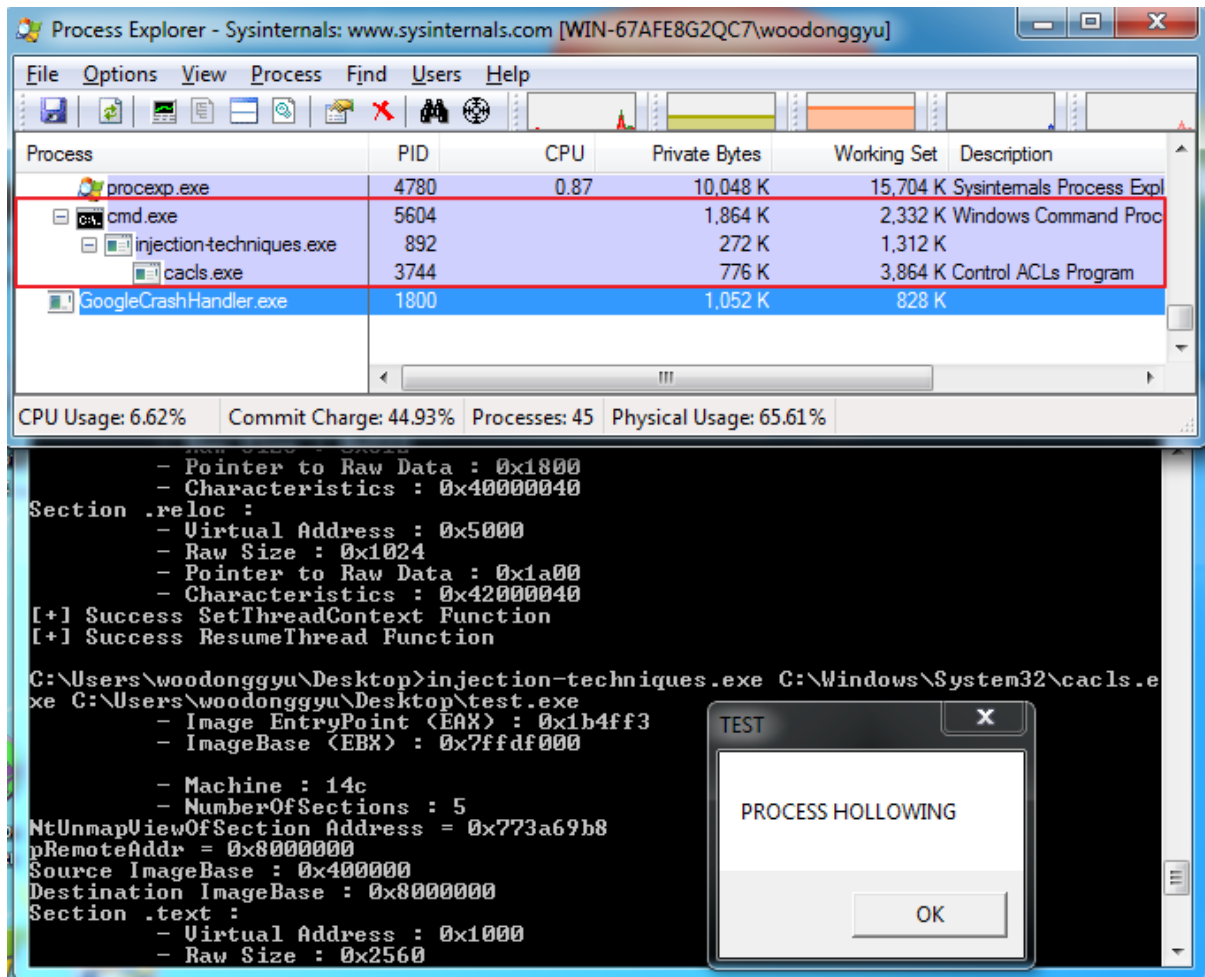 Process Explorer - Sysinternals: www.sysinternals.com [WIN-67AFE8G2QC7\woodonggyu]
File Options View Process Find Users Help
Process PID CPU Private Bytes Working Set Description
procexp.exe 4780 0.87 10,048 K 15,704 K Sysinternals Process Expl
cmd.exe 5604 1,864 K 2,332 K Windows Command Proc
injection-techniques.exe 892 272 K 1,312 K
cacls.exe 3744 776 K 3,864 K Control ACLs Program
GoogleCrashHandler.exe 1800 1,052 K 828 K
CPU Usage: 6.62% Commit Charge: 44.93% Processes: 45 Physical Usage: 65.61%
- Pointer to Raw Data : 0x1800
- Characteristics : 0x40000040
Section .reloc :
- Virtual Address : 0x5000
- Raw Size : 0x1024
- Pointer to Raw Data : 0x1a00
- Characteristics : 0x42000040
[+] Success SetThreadContext Function
[+] Success ResumeThread Function
C:\Users\woodonggyu\Desktop>injection-techniques.exe C:\Windows\System32\cacls.e
xe C:\Users\woodonggyu\Desktop\test.exe
- Image EntryPoint (EAX) : 0x1b4ff3
- ImageBase (EBX) : 0x7ffdf000
- Machine : 14c
- NumberOfSections : 5
NtUnmapViewOfSection Address = 0x773a69b8
pRemoteAddr = 0x8000000
Source ImageBase : 0x400000
Destination ImageBase : 0x8000000
Section .text :
- Virtual Address : 0x1000
- Raw Size : 0x2560
TEST
PROCESS HOLLOWING
OK